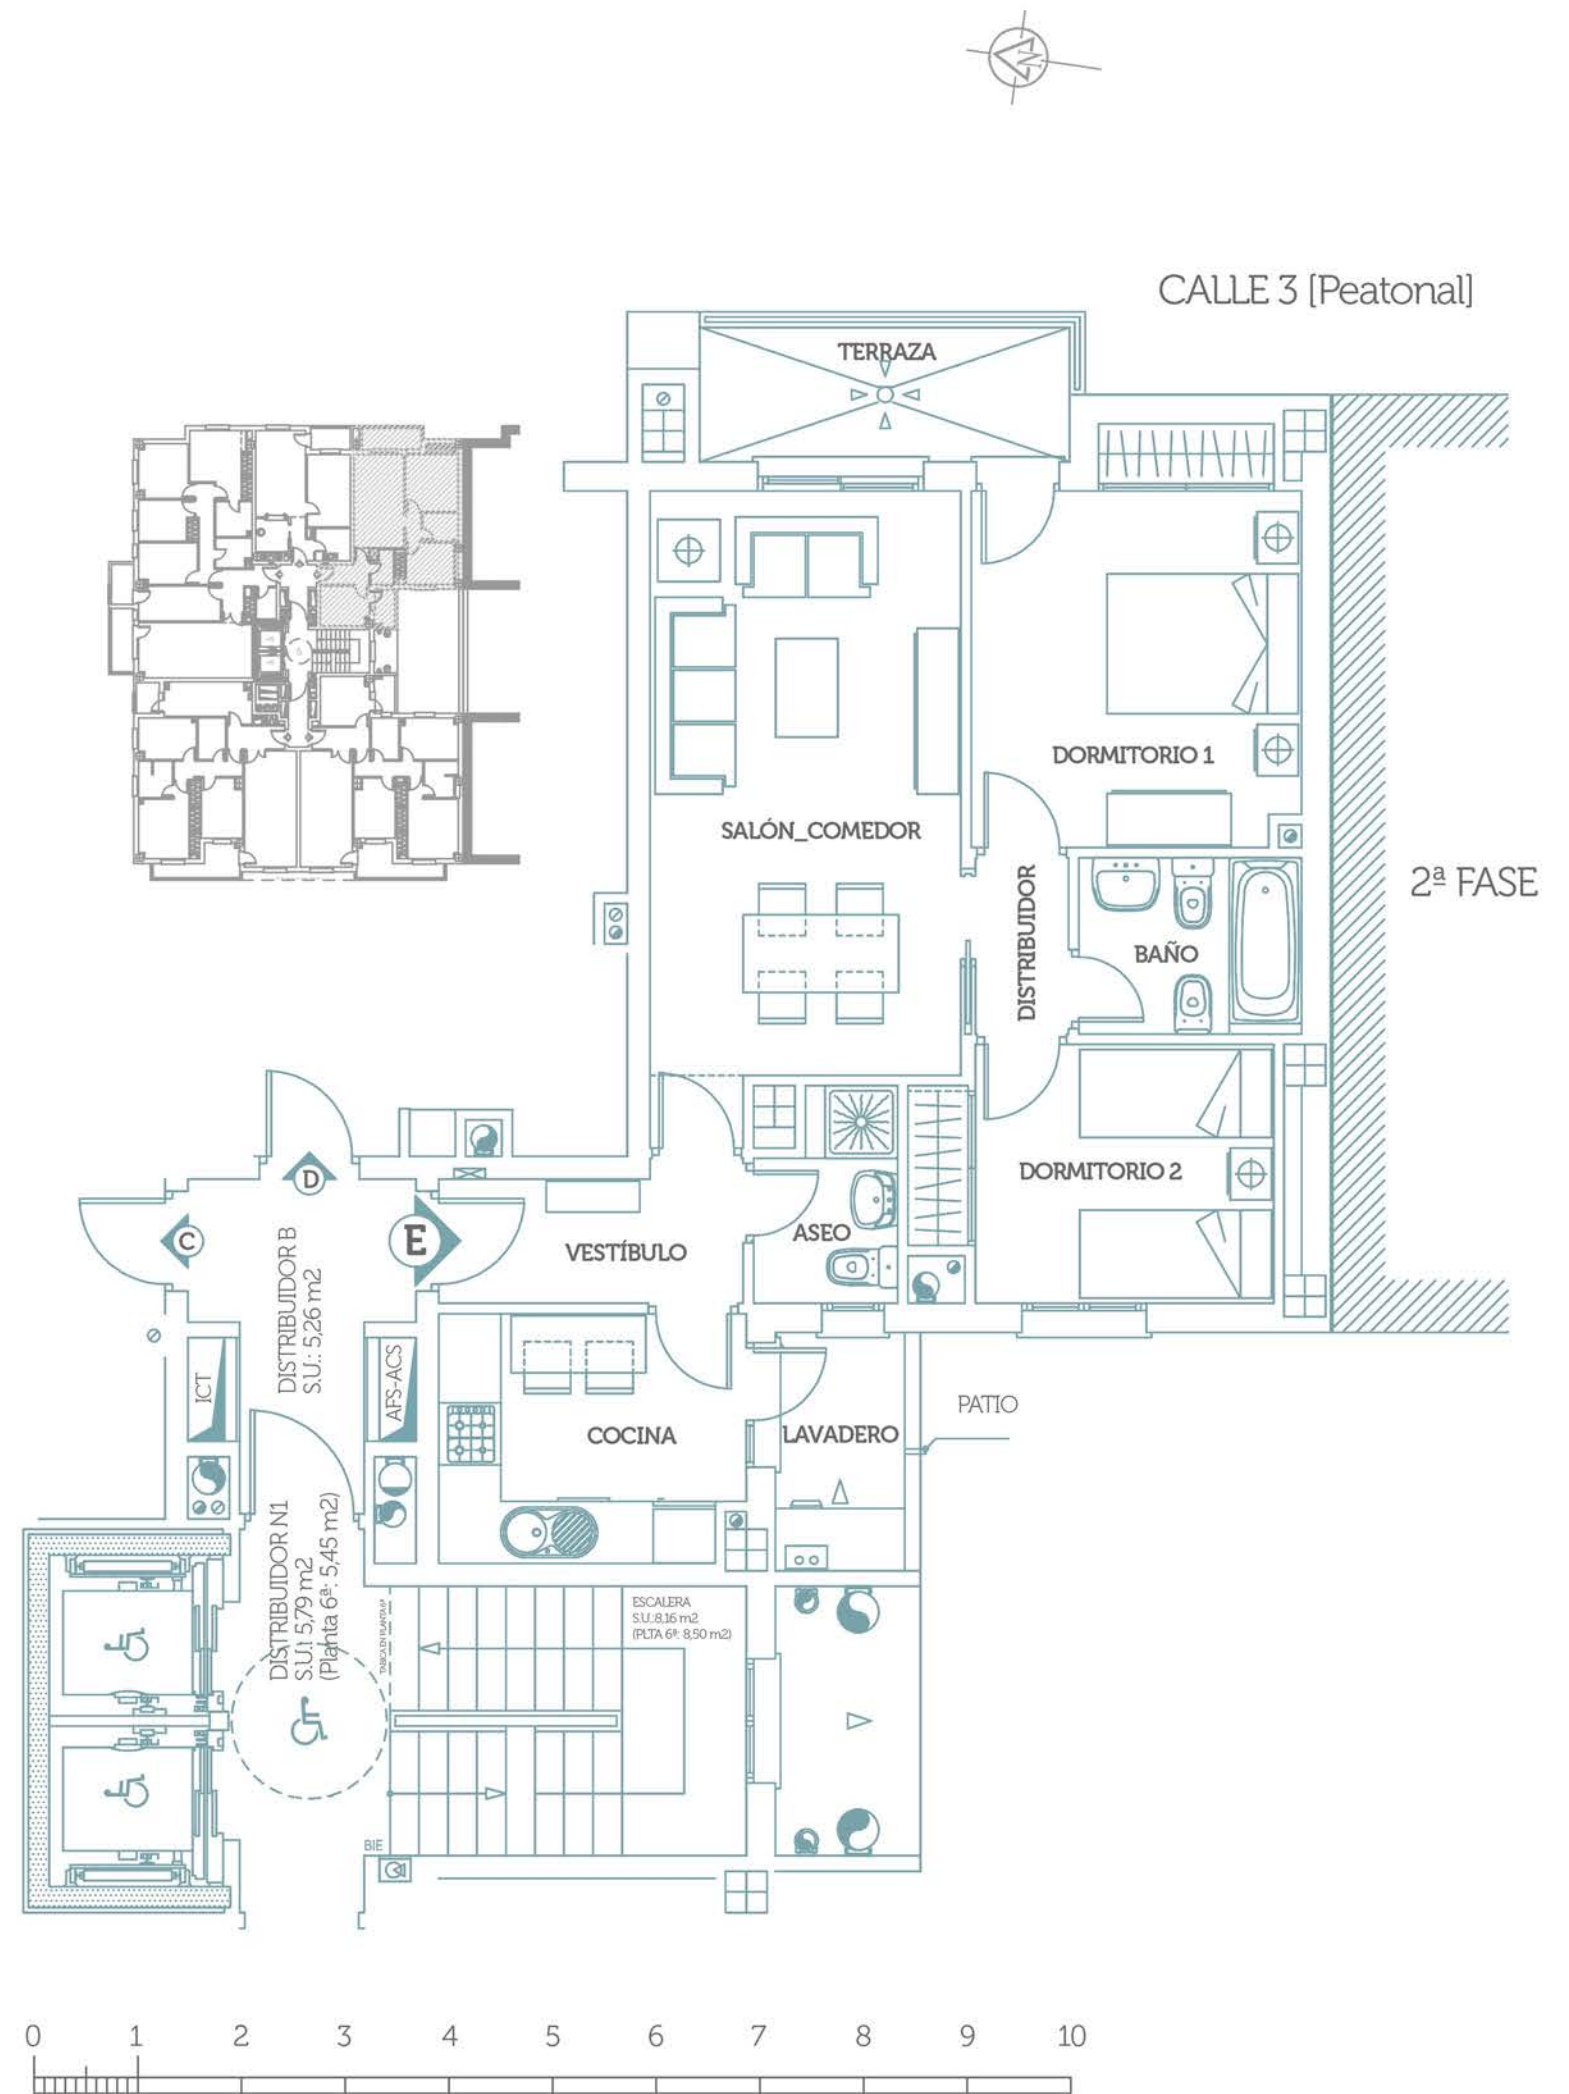 N
CALLE 3 [Peatonal]
TERRAZA
DORMITORIO 1
SALÓN_COMEDOR
2ª FASE
DISTRIBUIDOR
BAÑO
DORMITORIO 2
D
C
E
DISTRIBUIDOR B
S.U.: 5,26 m2
VESTÍBULO
ASEO
ICT
AFS-ACS
COCINA
LAVADERO
PATIO
DISTRIBUIDOR N1
S.U.: 5,79 m2
(Planta 6ª: 5,45 m2)
ESCALERA
S.U.:8,16 m2
(PLTA 6ª: 8,50 m2)
BIE
0 1 2 3 4 5 6 7 8 9 10